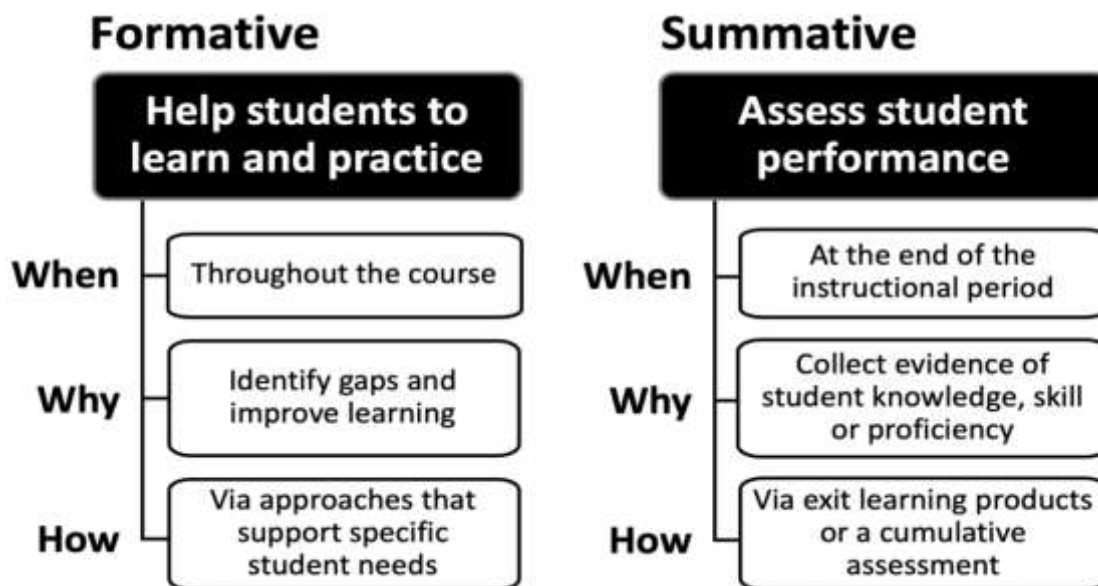 Formative
Help students to
learn and practice
When
Throughout the course
Why
Identify gaps and
improve learning
How
Via approaches that
support specific
student needs
Summative
Assess student
performance
When
At the end of the
instructional period
Why
Collect evidence of
student knowledge, skill
or proficiency
How
Via exit learning products
or a cumulative
assessment